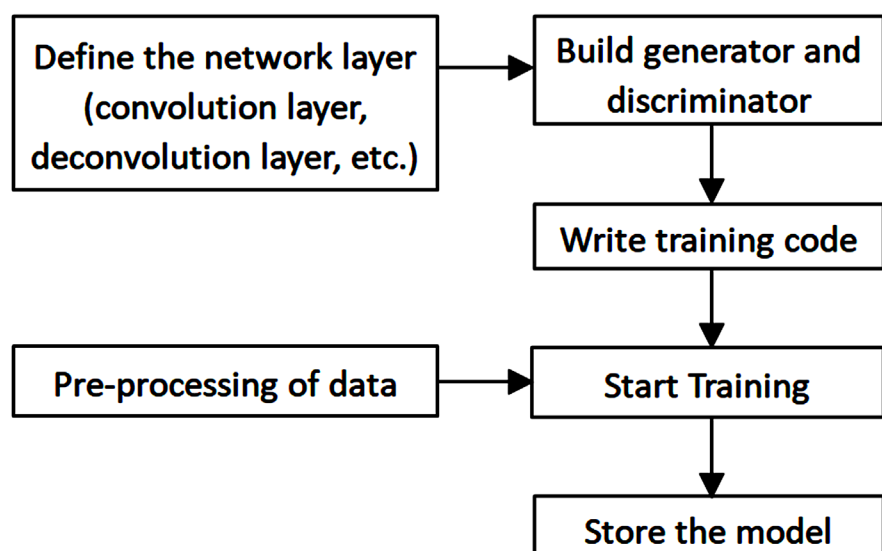 Define the network layer
(convolution layer,
deconvolution layer, etc.)
Build generator and
discriminator
Write training code
Pre-processing of data
Start Training
Store the model